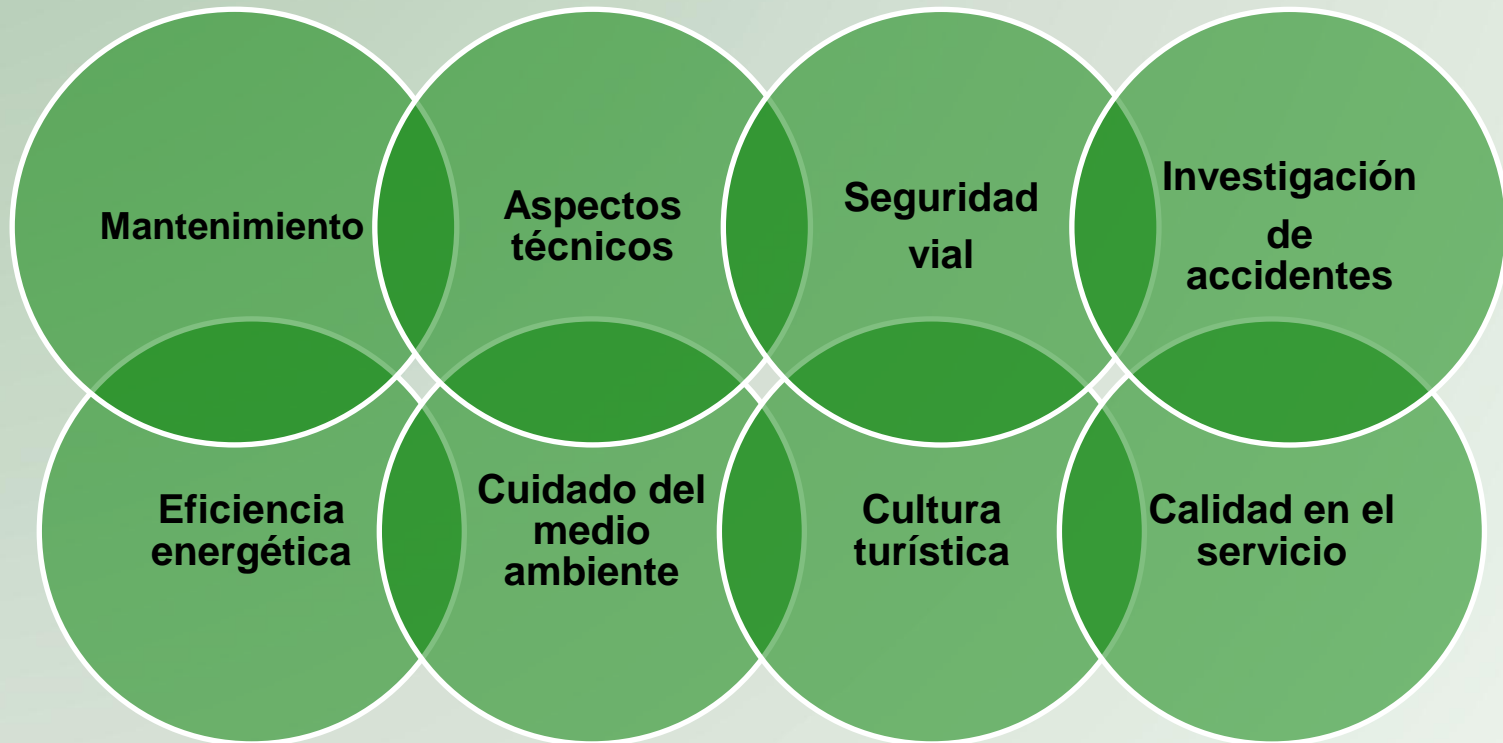 Mantenimiento
Aspectos
técnicos
Seguridad
vial
Investigación
de
accidentes
Eficiencia
energética
Cuidado del
medio
ambiente
Cultura
turística
Calidad en el
servicio